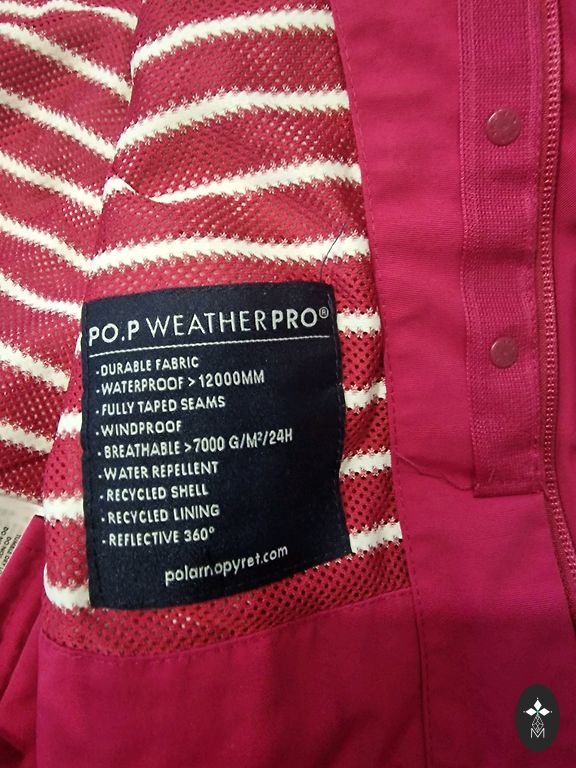 PO.P WEATHERPRO®
· DURABLE FABRIC
· WATERPROOF > 12000MM
· FULLY TAPED SEAMS
· WINDPROOF
· BREATHABLE >7000 G/M²/24H
· WATER REPELLENT
· RECYCLED SHELL
· RECYCLED LINING
· REFLECTIVE 360°
polarnopyret.com